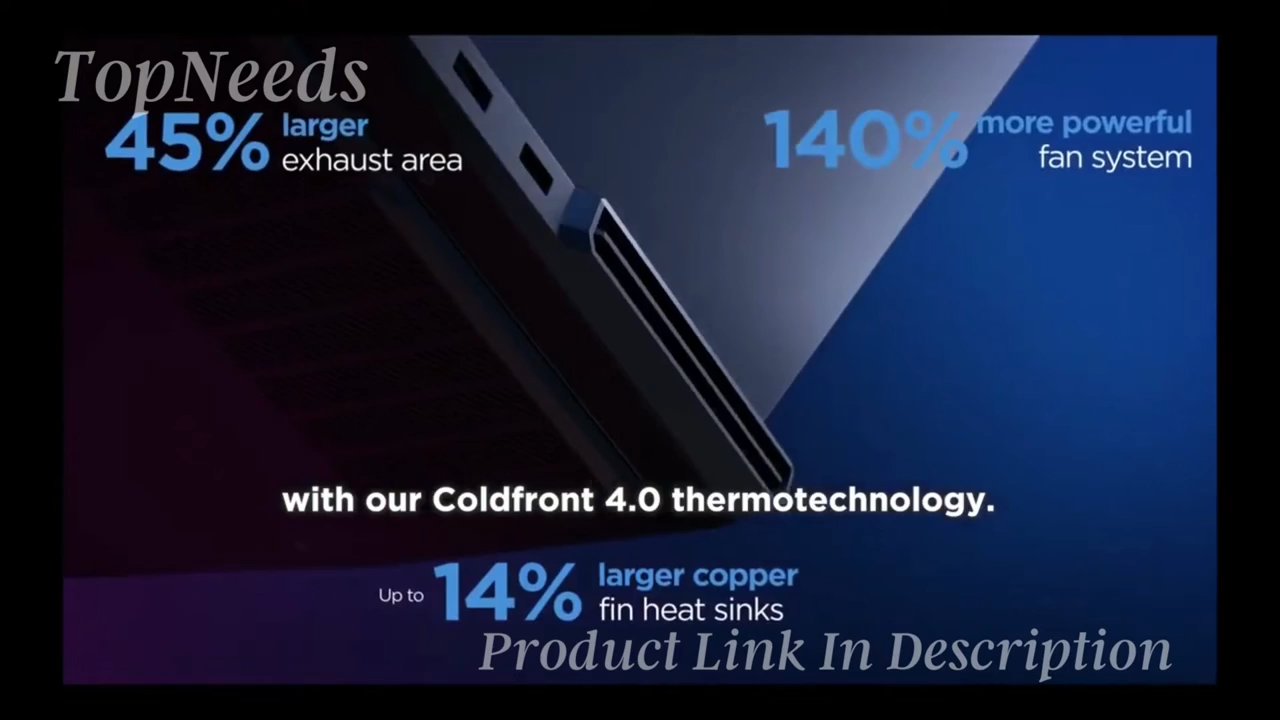 TopNeeds
45% larger
exhaust area
140% more powerful
fan system
with our Coldfront 4.0 thermotechnology.
Up to 14% larger copper
fin heat sinks
Product Link In Description